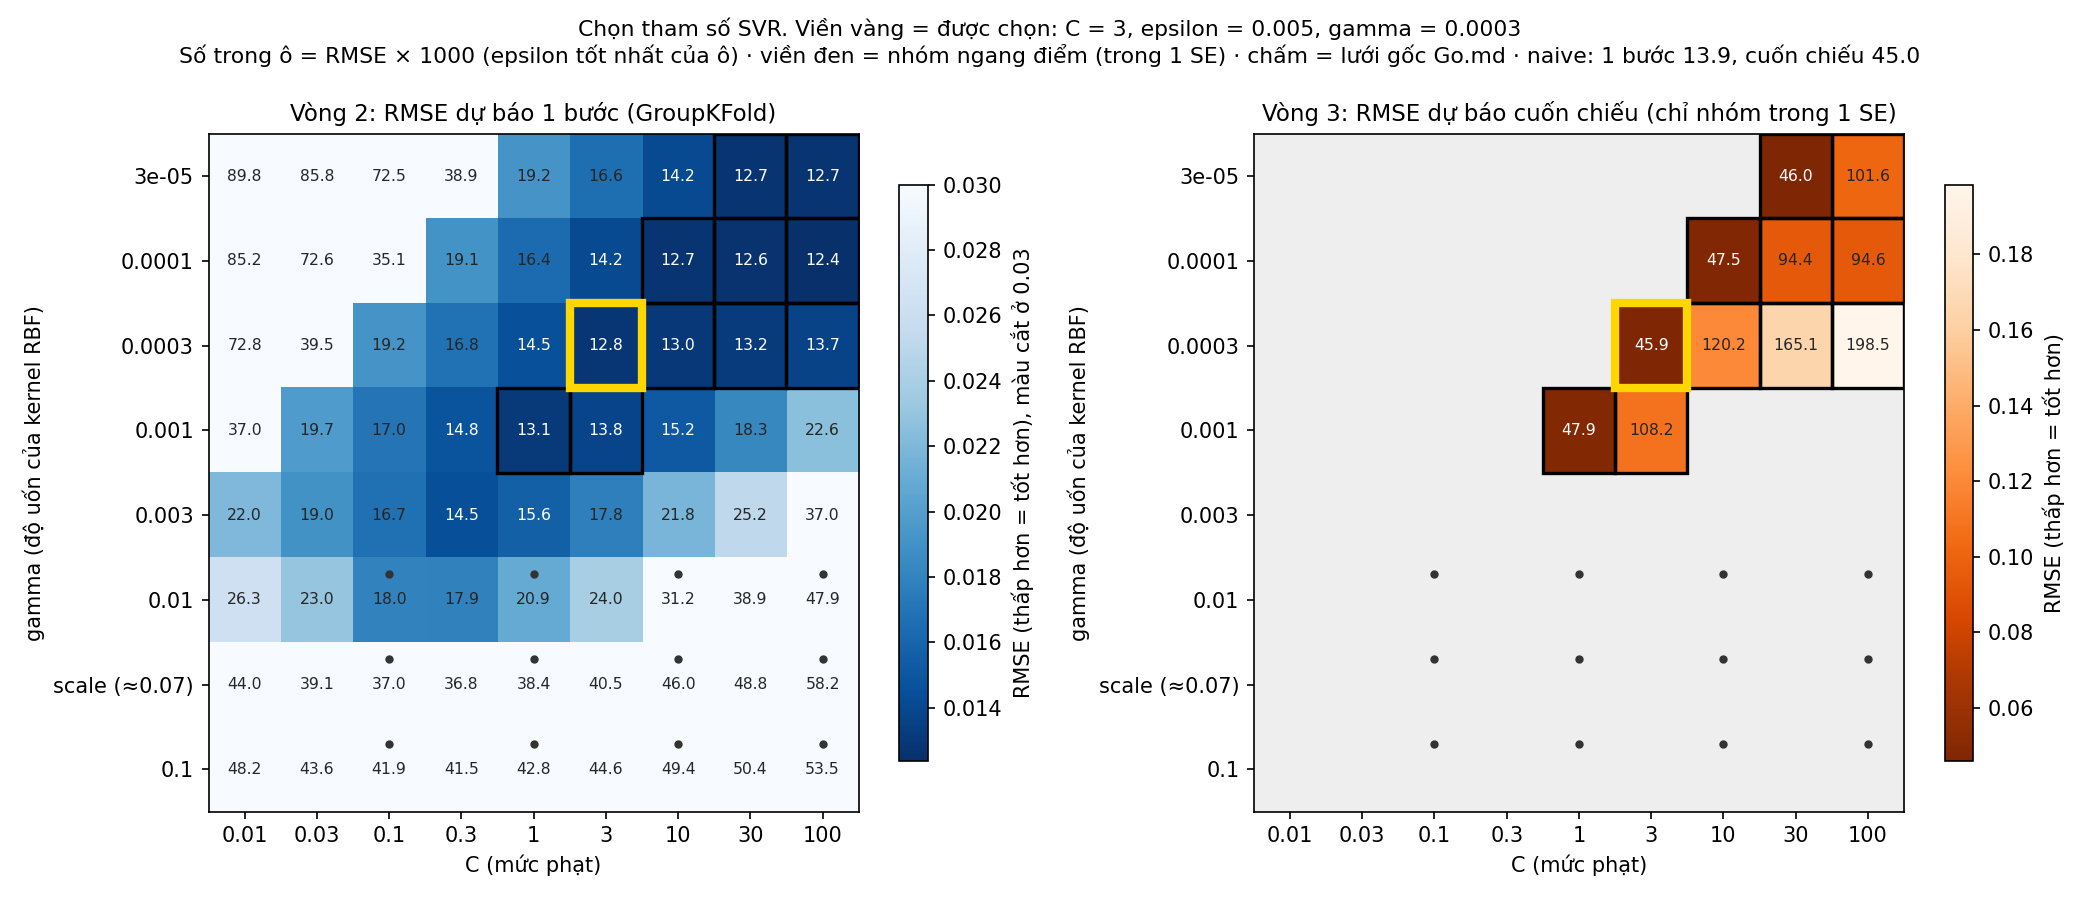 Chọn tham số SVR. Viền vàng = được chọn: C = 3, epsilon = 0.005, gamma = 0.0003
Số trong ô = RMSE × 1000 (epsilon tốt nhất của ô) · viền đen = nhóm ngang điểm (trong 1 SE) · chấm = lưới gốc Go.md · naive: 1 bước 13.9, cuốn chiếu 45.0
Vòng 2: RMSE dự báo 1 bước (GroupKFold)
gamma (độ uốn của kernel RBF)
3e-05 89.8 85.8 72.5 38.9 19.2 16.6 14.2 12.7 12.7
0.0001 85.2 72.6 35.1 19.1 16.4 14.2 12.7 12.6 12.4
0.0003 72.8 39.5 19.2 16.8 14.5 12.8 13.0 13.2 13.7
0.001 37.0 19.7 17.0 14.8 13.1 13.8 15.2 18.3 22.6
0.003 22.0 19.0 16.7 14.5 15.6 17.8 21.8 25.2 37.0
0.01 26.3 23.0 18.0 17.9 20.9 24.0 31.2 38.9 47.9
scale (≈0.07) 44.0 39.1 37.0 36.8 38.4 40.5 46.0 48.8 58.2
0.1 48.2 43.6 41.9 41.5 42.8 44.6 49.4 50.4 53.5
0.01 0.03 0.1 0.3 1 3 10 30 100
C (mức phạt)
0.030
0.028
0.026
0.024
0.022
0.020
0.018
0.016
0.014
RMSE (thấp hơn = tốt hơn), màu cắt ở 0.03
Vòng 3: RMSE dự báo cuốn chiếu (chỉ nhóm trong 1 SE)
gamma (độ uốn của kernel RBF)
3e-05 46.0 101.6
0.0001 47.5 94.4 94.6
0.0003 45.9 120.2 165.1 198.5
0.001 47.9 108.2
0.003
0.01
scale (≈0.07)
0.1
0.01 0.03 0.1 0.3 1 3 10 30 100
C (mức phạt)
0.18
0.16
0.14
0.12
0.10
0.08
0.06
RMSE (thấp hơn = tốt hơn)